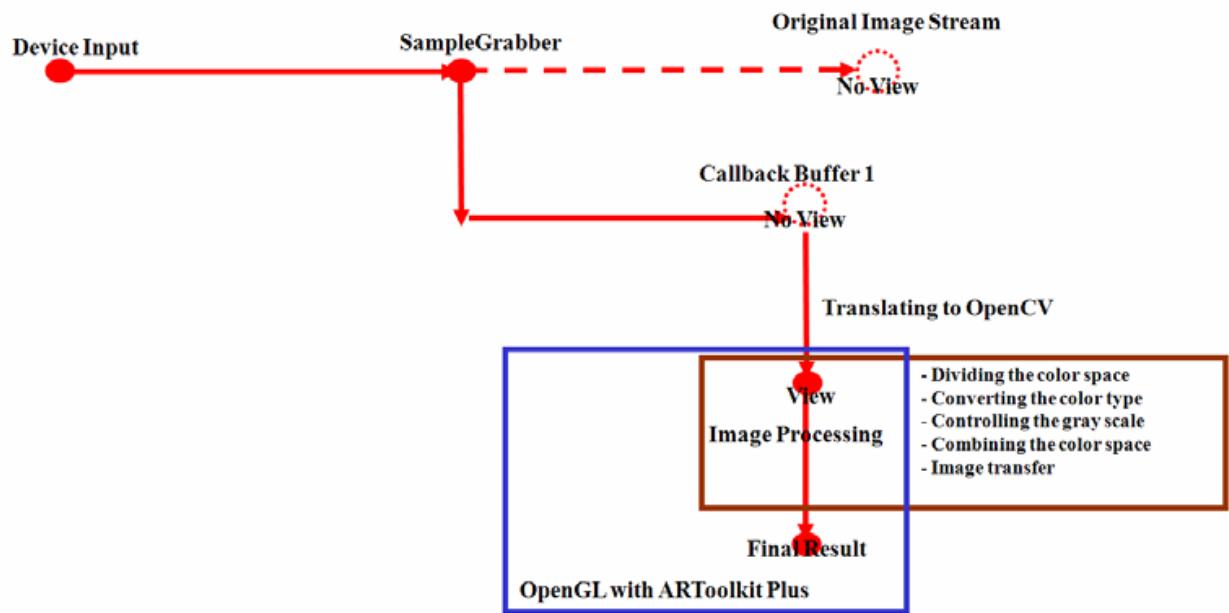 Original Image Stream
Device Input
SampleGrabber
No View
Callback Buffer 1
No View
Translating to OpenCV
View
Image Processing
- Dividing the color space
- Converting the color type
- Controlling the gray scale
- Combining the color space
- Image transfer
Final Result
OpenGL with ARToolkit Plus